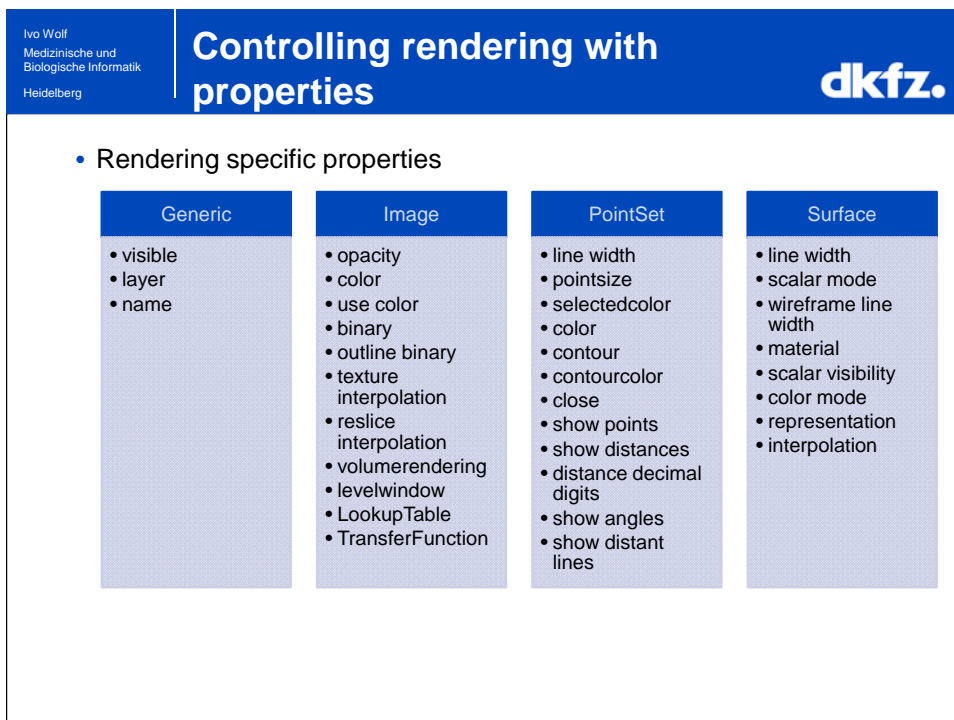 Ivo Wolf
Medizinische und
Biologische Informatik
Heidelberg
Controlling rendering with
properties
dkfz.
• Rendering specific properties
Generic
• visible
• layer
• name
Image
• opacity
• color
• use color
• binary
• outline binary
• texture
interpolation
• reslice
interpolation
• volumerendering
• levelwindow
• LookupTable
• TransferFunction
PointSet
• line width
• pointsize
• selectedcolor
• color
• contour
• contourcolor
• close
• show points
• show distances
• distance decimal
digits
• show angles
• show distant
lines
Surface
• line width
• scalar mode
• wireframe line
width
• material
• scalar visibility
• color mode
• representation
• interpolation